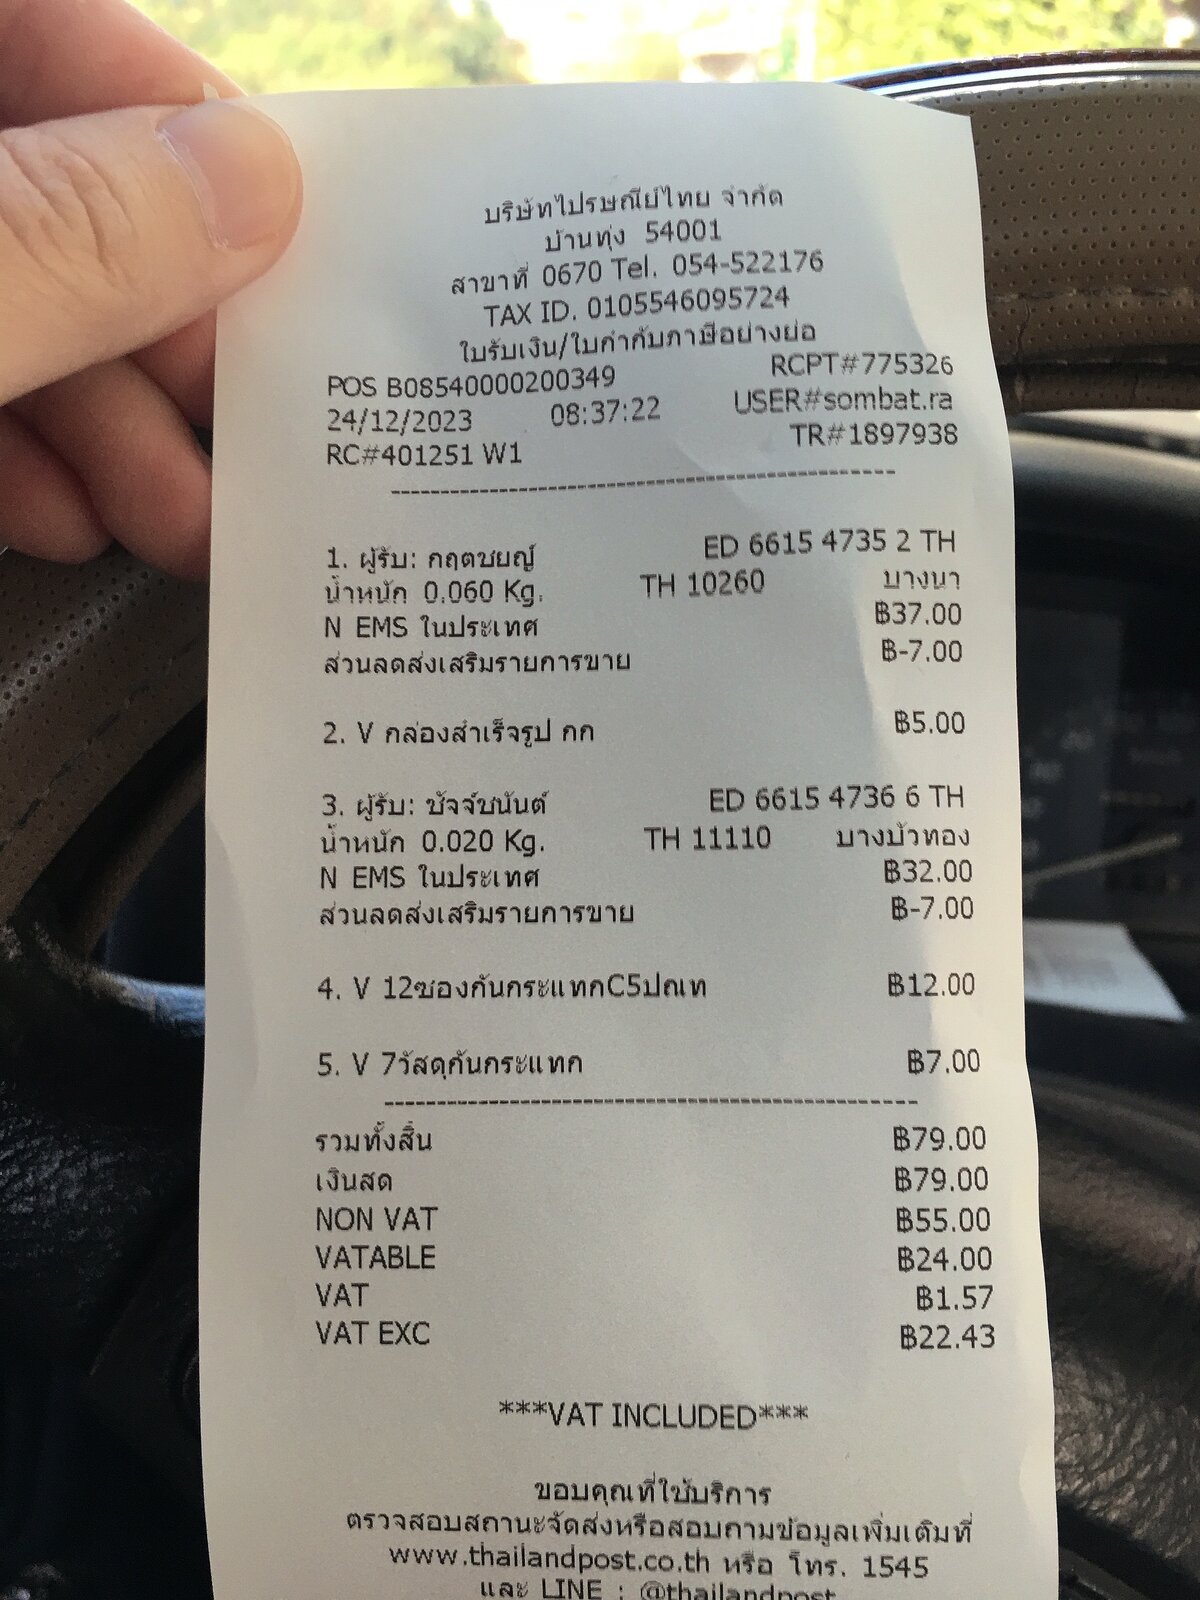 บริษัทไปรษณีย์ไทย จำกัด
บ้านทุ่ง 54001
สาขาที่ 0670 Tel. 054-522176
TAX ID. 0105546095724
ใบรับเงิน/ใบกำกับภาษีอย่างย่อ
POS B08540000200349 RCPT#775326
24/12/2023 08:37:22 USER#sombat.ra
RC#401251 W1 TR#1897938
1. ผู้รับ: กฤตชยญ์ ED 6615 4735 2 TH
น้ำหนัก 0.060 Kg. TH 10260 บางนา
N EMS ในประเทศ ฿37.00
ส่วนลดส่งเสริมรายการขาย ฿-7.00
2. V กล่องสำเร็จรูป กก ฿5.00
3. ผู้รับ: ชัจจ์ชนันต์ ED 6615 4736 6 TH
น้ำหนัก 0.020 Kg. TH 11110 บางบัวทอง
N EMS ในประเทศ ฿32.00
ส่วนลดส่งเสริมรายการขาย ฿-7.00
4. V 12ซองกันกระแทกC5ปณท ฿12.00
5. V 7วัสดุกันกระแทก ฿7.00
รวมทั้งสิ้น ฿79.00
เงินสด ฿79.00
NON VAT ฿55.00
VATABLE ฿24.00
VAT ฿1.57
VAT EXC ฿22.43
***VAT INCLUDED***
ขอบคุณที่ใช้บริการ
ตรวจสอบสถานะจัดส่งหรือสอบถามข้อมูลเพิ่มเติมที่
www.thailandpost.co.th หรือ โทร. 1545
และ LINE : @thailandpost